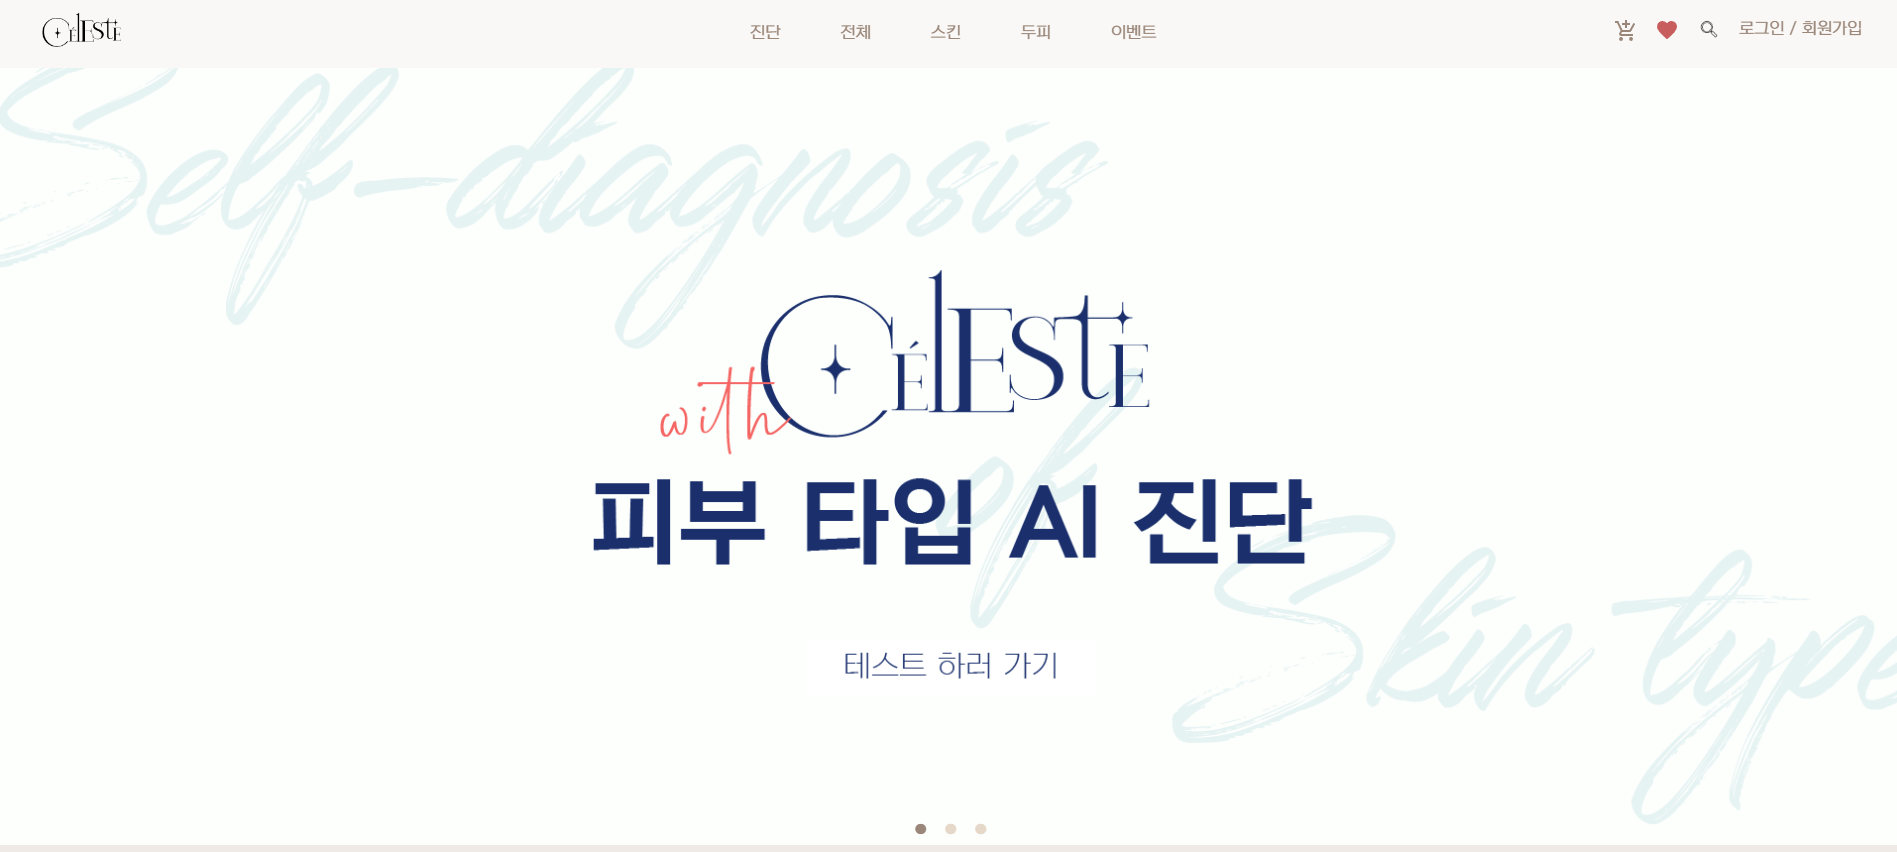 CÉlEStE
진단 전체 스킨 두피 이벤트
로그인 / 회원가입
Self-diagnosis
with CÉlEStE
of
피부 타입 AI 진단
Skin type
테스트 하러 가기